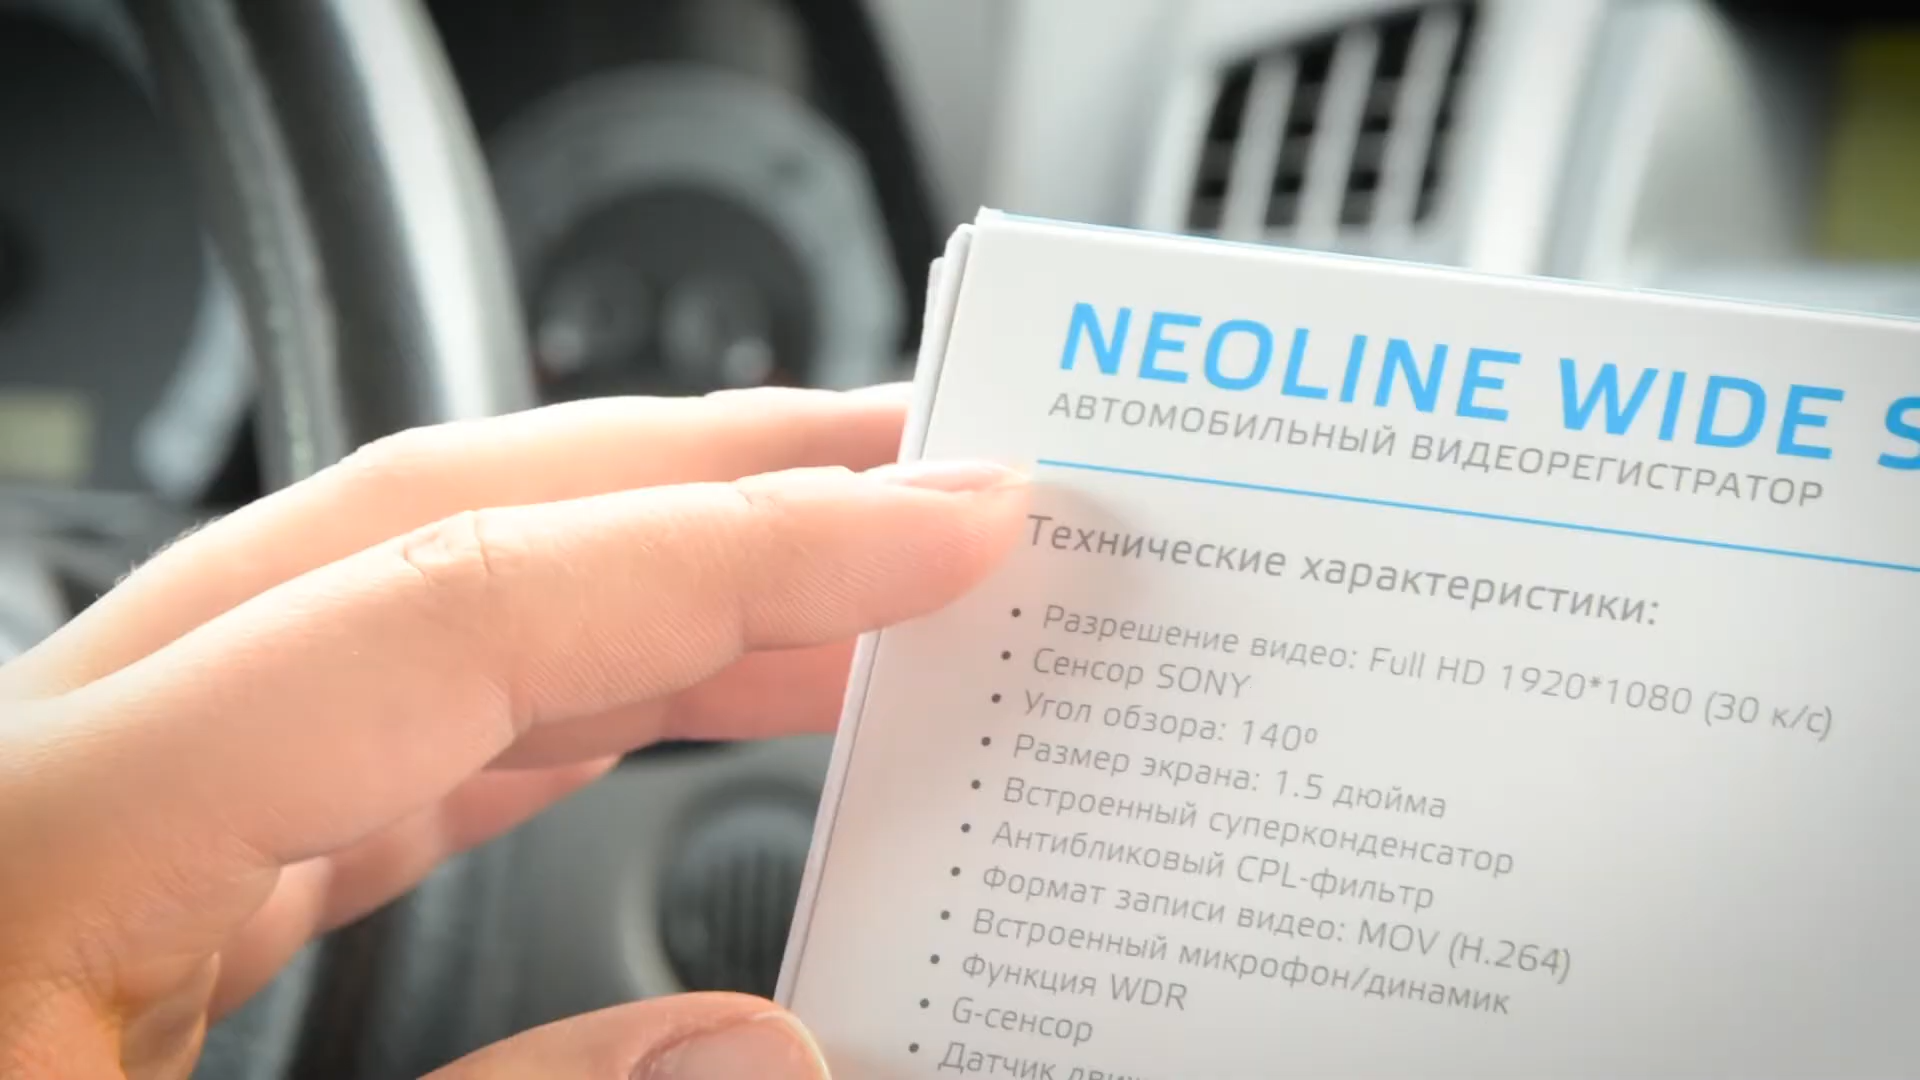 NEOLINE WIDE S
АВТОМОБИЛЬНЫЙ ВИДЕОРЕГИСТРАТОР
Технические характеристики:
• Разрешение видео: Full HD 1920*1080 (30 к/с)
• Сенсор SONY
• Угол обзора: 140º
• Размер экрана: 1.5 дюйма
• Встроенный суперконденсатор
• Антибликовый CPL-фильтр
• Формат записи видео: MOV (H.264)
• Встроенный микрофон/динамик
• Функция WDR
• G-сенсор
• Датчик